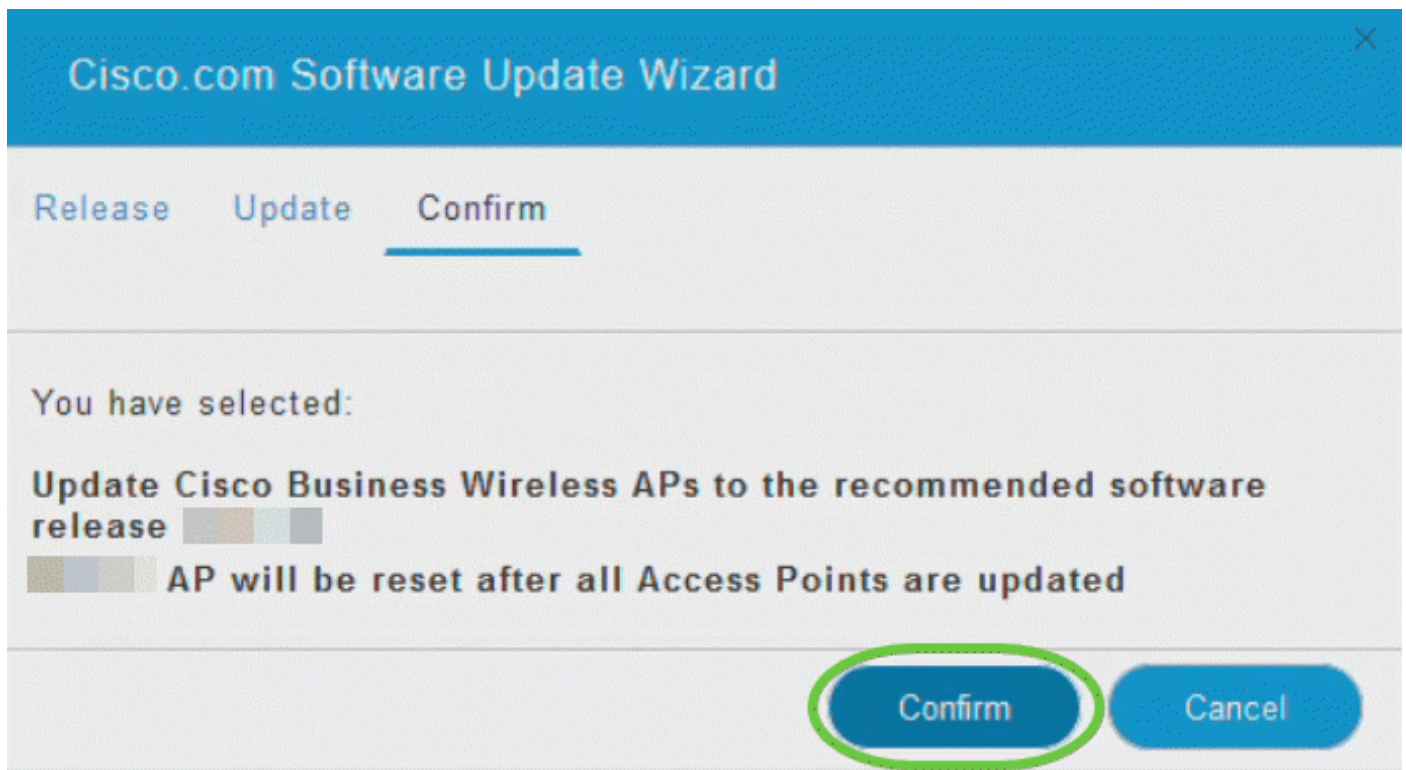 Cisco.com Software Update Wizard
Release Update Confirm
You have selected:
Update Cisco Business Wireless APs to the recommended software
release
AP will be reset after all Access Points are updated
Confirm Cancel